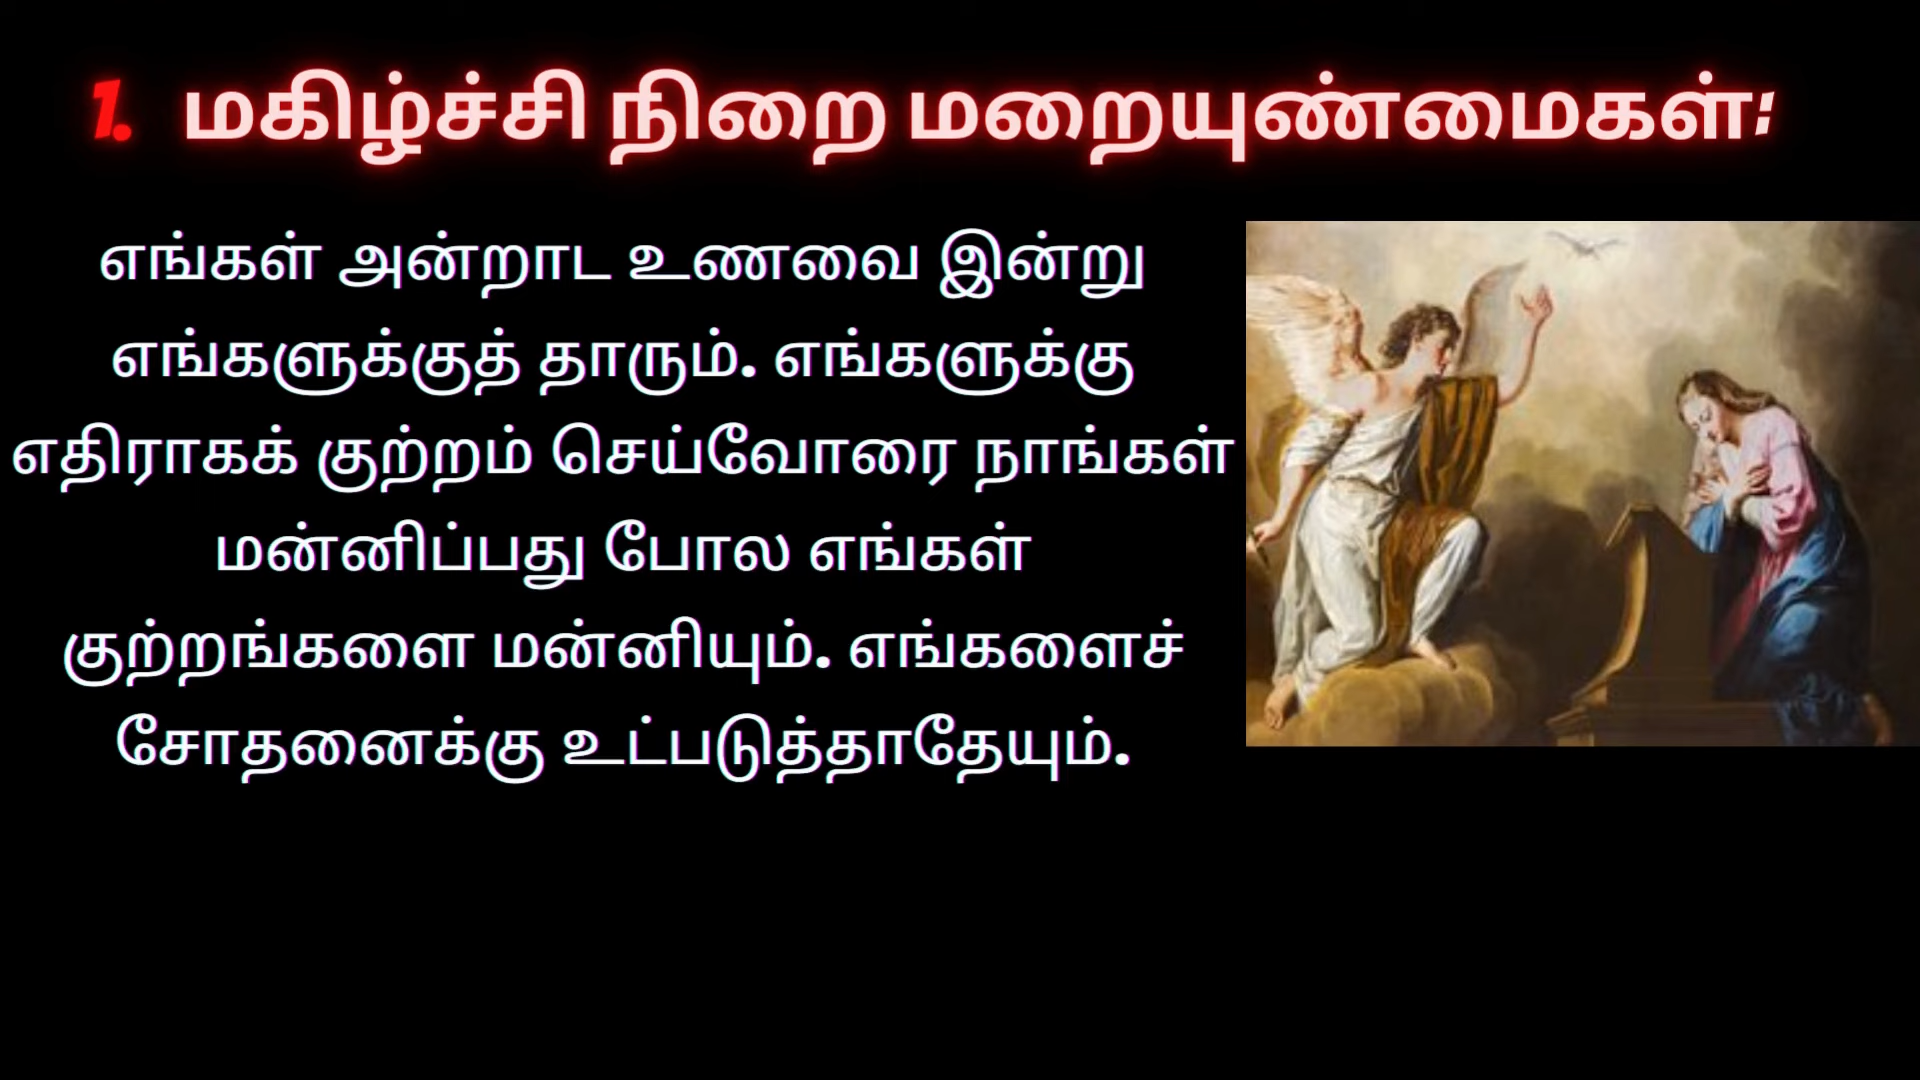 1. மகிழ்ச்சி நிறை மறையுண்மைகள்:
எங்கள் அன்றாட உணவை இன்று
எங்களுக்குத் தாரும். எங்களுக்கு
எதிராகக் குற்றம் செய்வோரை நாங்கள்
மன்னிப்பது போல எங்கள்
குற்றங்களை மன்னியும். எங்களைச்
சோதனைக்கு உட்படுத்தாதேயும்.